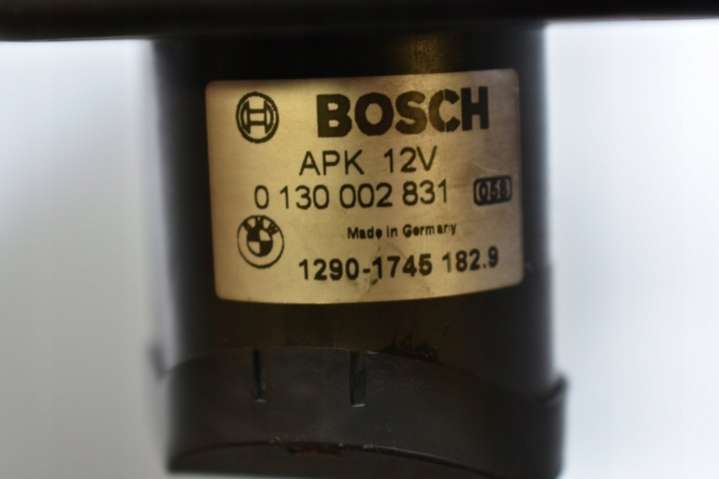 BOSCH
APK 12V
0 130 002 831 058
Made in Germany
1290-1745 182.9